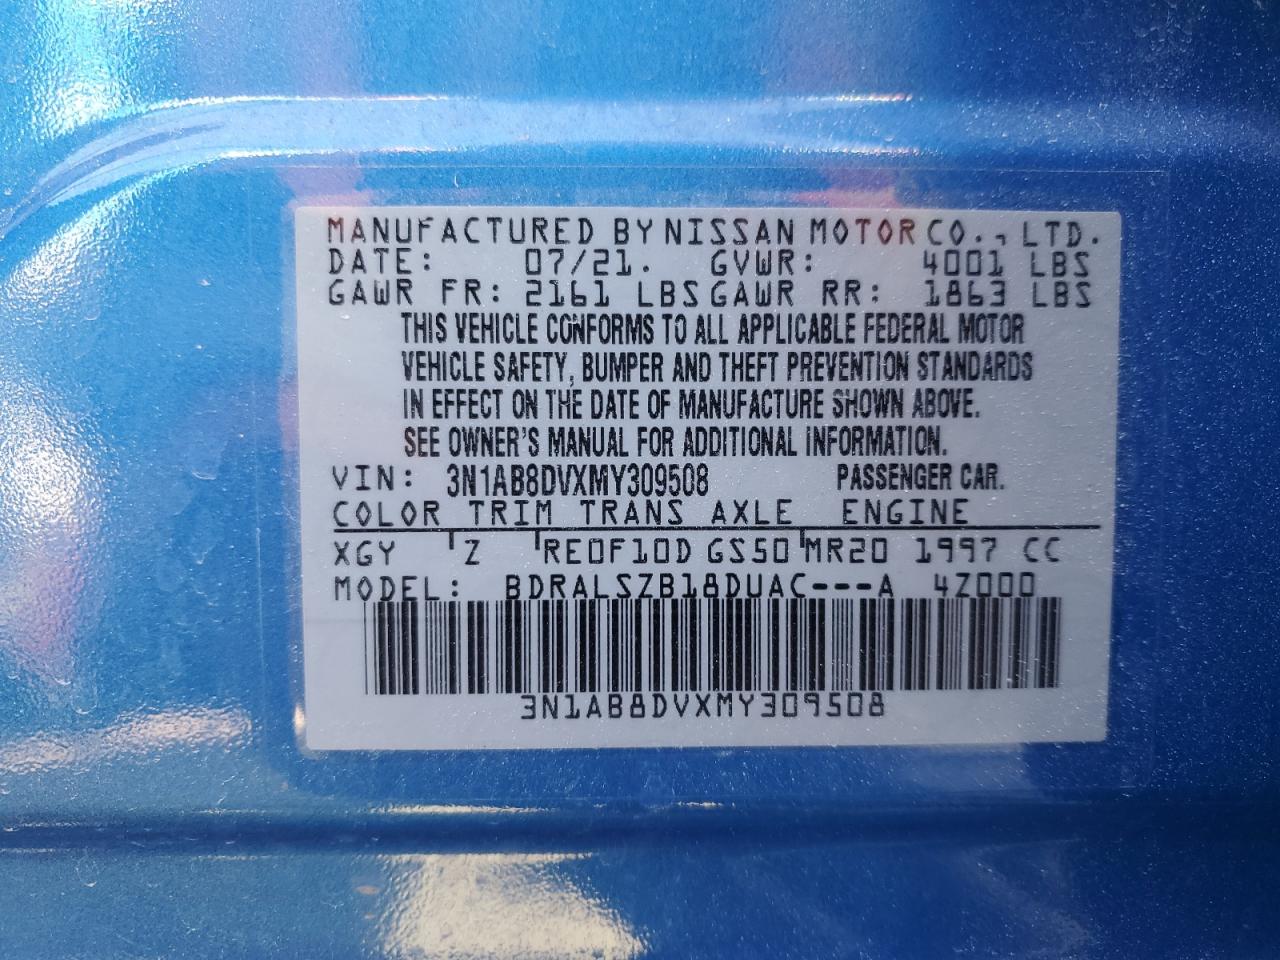 MANUFACTURED BY NISSAN MOTOR CO., LTD.
DATE: 07/21. GVWR: 4001 LBS
GAWR FR: 2161 LBS GAWR RR: 1863 LBS
THIS VEHICLE CONFORMS TO ALL APPLICABLE FEDERAL MOTOR
VEHICLE SAFETY, BUMPER AND THEFT PREVENTION STANDARDS
IN EFFECT ON THE DATE OF MANUFACTURE SHOWN ABOVE.
SEE OWNER'S MANUAL FOR ADDITIONAL INFORMATION.
VIN: 3N1AB8DVXMY309508 PASSENGER CAR.
COLOR TRIM TRANS AXLE ENGINE
XGY Z RE0F10D GS50 MR20 1997 CC
MODEL: BDRALSZB18DUAC---A 4Z000
3N1AB8DVXMY309508